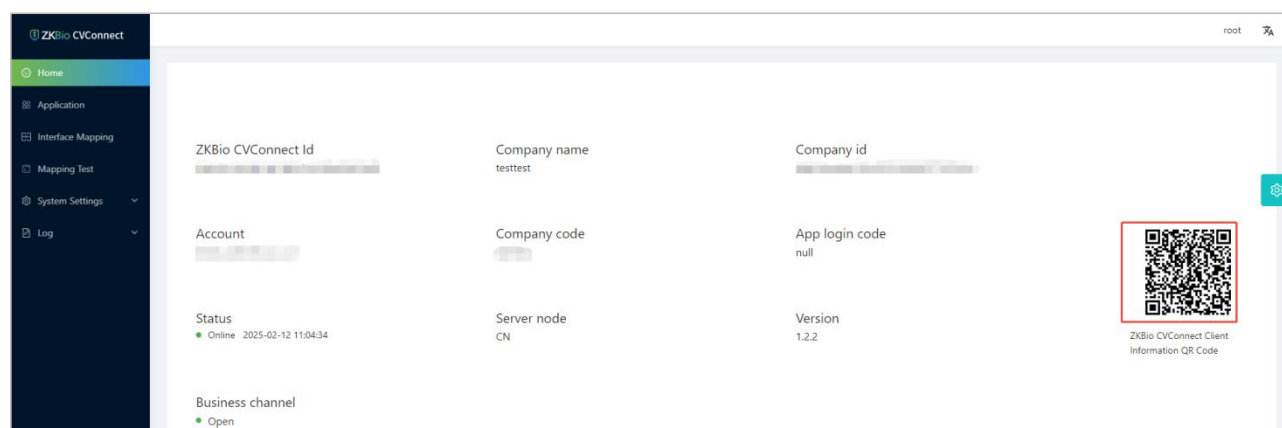 ZKBio CVConnect
root
Home
Application
Interface Mapping
Mapping Test
System Settings
Log
ZKBio CVConnect Id
Company name
testtest
Company id
Account
Company code
App login code
null
Status
Online 2025-02-12 11:04:34
Server node
CN
Version
1.2.2
ZKBio CVConnect Client
Information QR Code
Business channel
Open